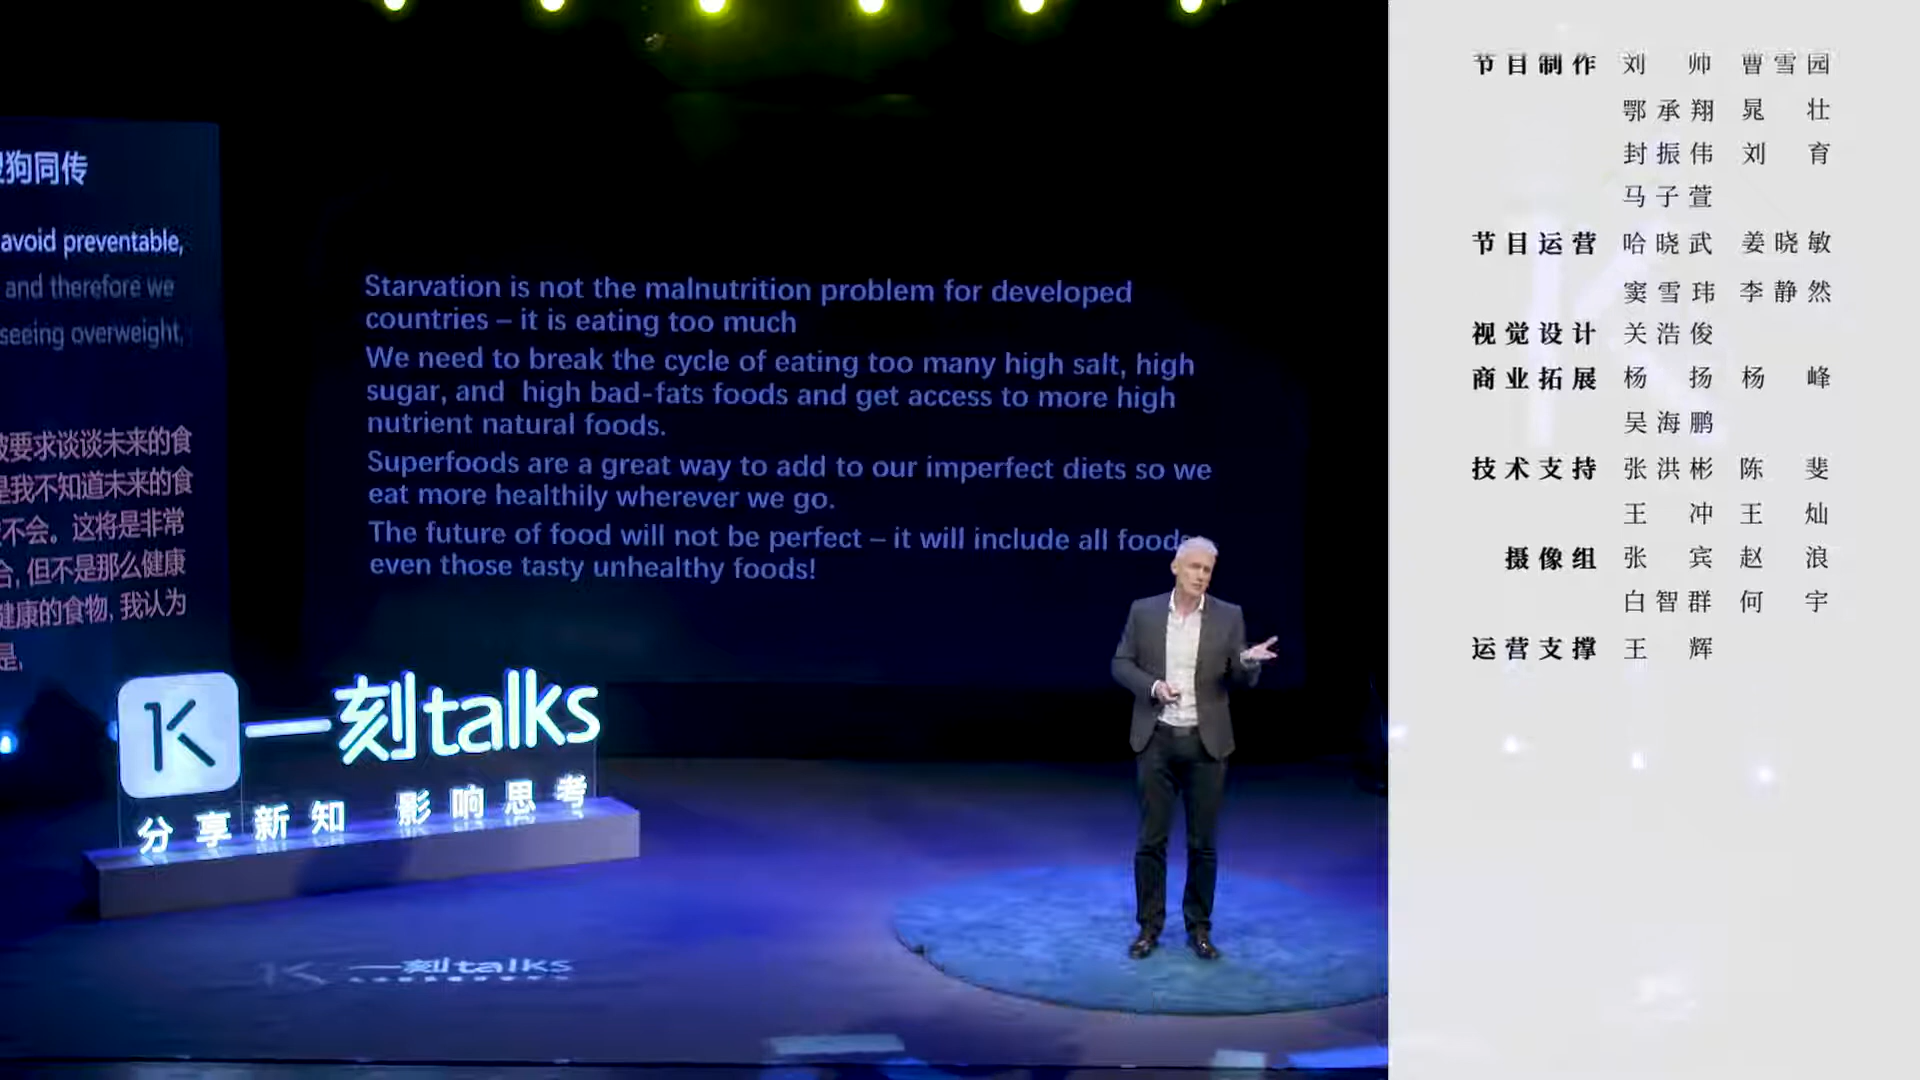 狗同传
avoid preventable,
and therefore we
seeing overweight,
被要求谈谈未来的食
是我不知道未来的食
不会。这将是非常
合, 但不是那么健康
健康的食物, 我认为
是,
Starvation is not the malnutrition problem for developed
countries – it is eating too much
We need to break the cycle of eating too many high salt, high
sugar, and high bad-fats foods and get access to more high
nutrient natural foods.
Superfoods are a great way to add to our imperfect diets so we
eat more healthily wherever we go.
The future of food will not be perfect – it will include all foods
even those tasty unhealthy foods!
K 一刻talks
分享新知 影响思考
一刻talks
节目制作 刘帅 曹雪园
鄂承翔 晁壮
封振伟 刘育
马子萱
节目运营 哈晓武 姜晓敏
窦雪玮 李静然
视觉设计 关浩俊
商业拓展 杨扬 杨峰
吴海鹏
技术支持 张洪彬 陈斐
王冲 王灿
摄像组 张宾 赵浪
白智群 何宇
运营支撑 王辉